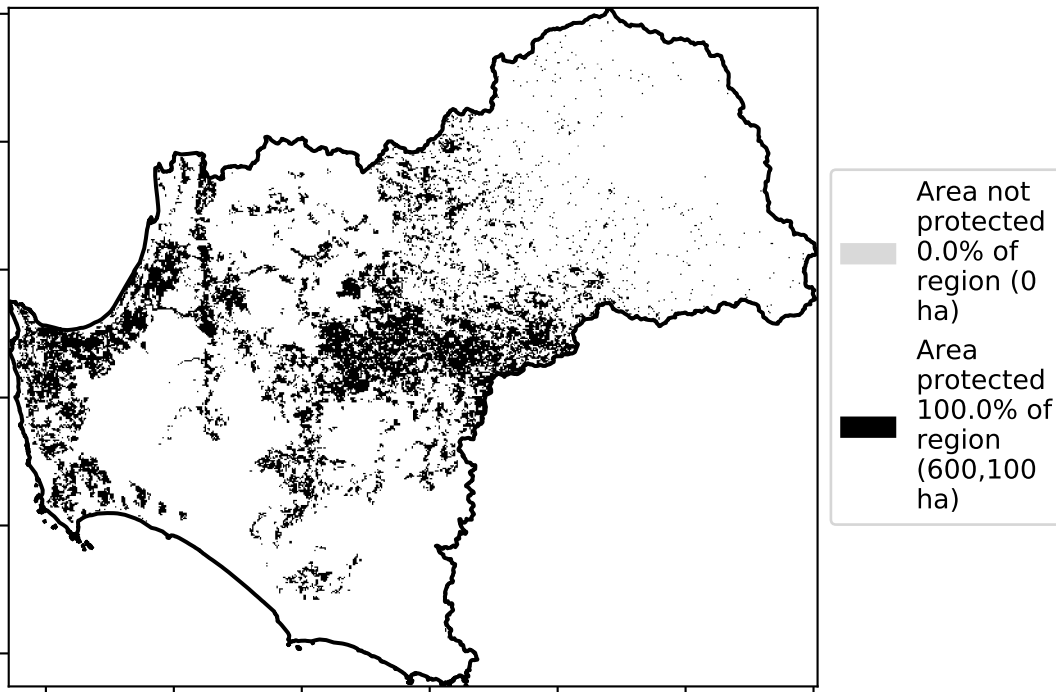 Area not
protected
0.0% of
region (0
ha)
Area
protected
100.0% of
region
(600,100
ha)